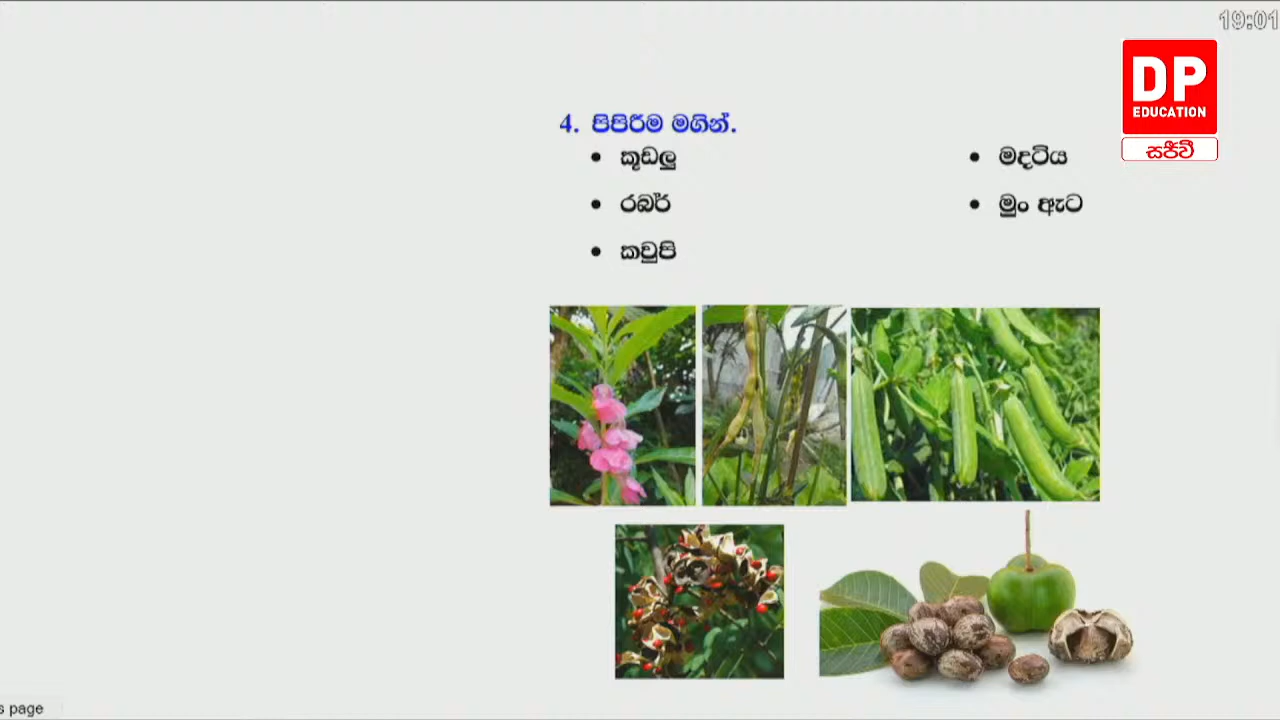 19:01
DP
EDUCATION
සජීවී
4. පිපිරීම මගින්.
• කූඩලු
• රබර්
• කවුපි
• මදටිය
• මුං ඇට
s page